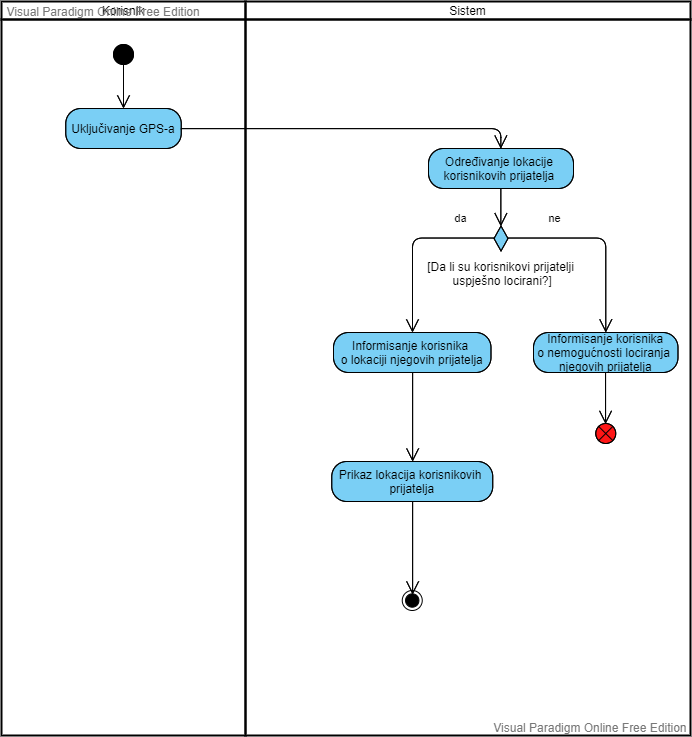 Visual Paradigm Online Free Edition
Korisnik
Sistem
Uključivanje GPS-a
Određivanje lokacije
korisnikovih prijatelja
da
ne
[Da li su korisnikovi prijatelji
uspješno locirani?]
Informisanje korisnika
o lokaciji njegovih prijatelja
Informisanje korisnika
o nemogućnosti lociranja
njegovih prijatelja
Prikaz lokacija korisnikovih
prijatelja
Visual Paradigm Online Free Edition